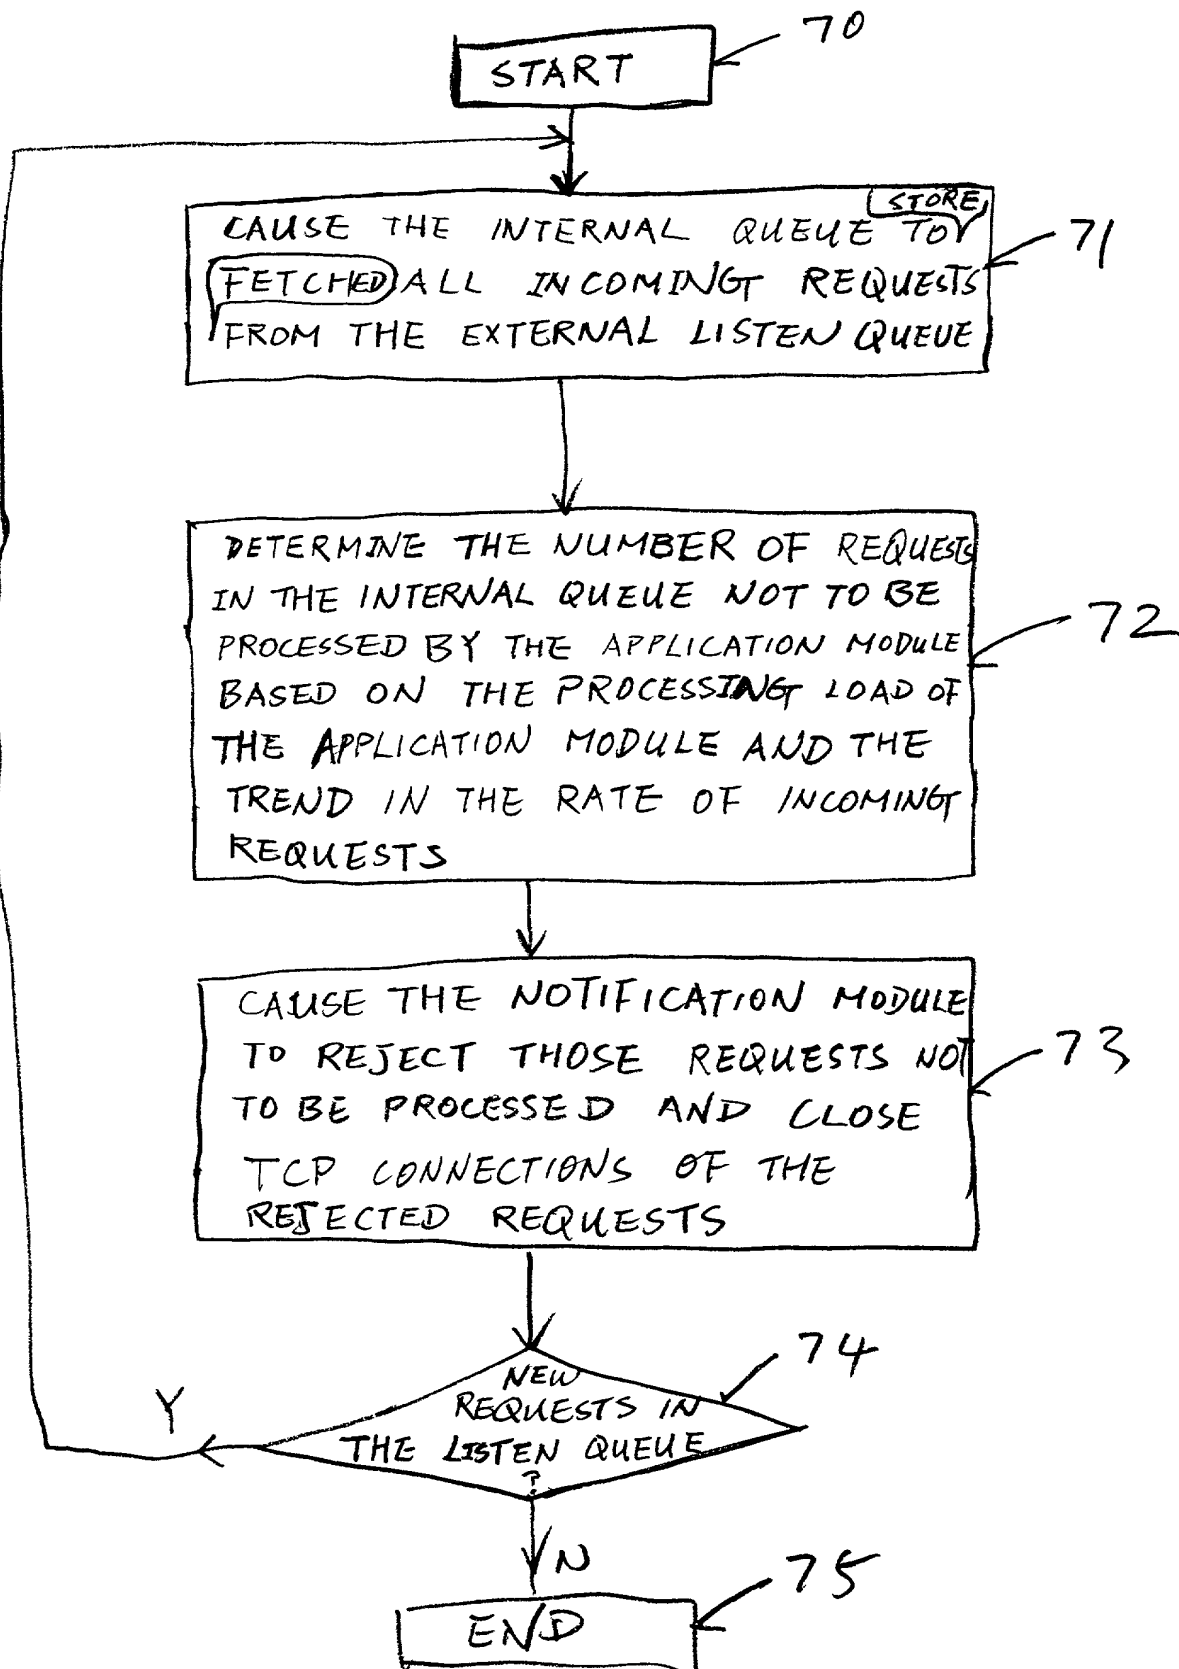 START
70
STORE
CAUSE THE INTERNAL QUEUE TO
FETCHED ALL INCOMING REQUESTS
FROM THE EXTERNAL LISTEN QUEUE
71
DETERMINE THE NUMBER OF REQUESTS
IN THE INTERNAL QUEUE NOT TO BE
PROCESSED BY THE APPLICATION MODULE
BASED ON THE PROCESSING LOAD OF
THE APPLICATION MODULE AND THE
TREND IN THE RATE OF INCOMING
REQUESTS
72
CAUSE THE NOTIFICATION MODULE
TO REJECT THOSE REQUESTS NOT
TO BE PROCESSED AND CLOSE
TCP CONNECTIONS OF THE
REJECTED REQUESTS
73
NEW
REQUESTS IN
THE LISTEN QUEUE
?
74
Y
N
END
75